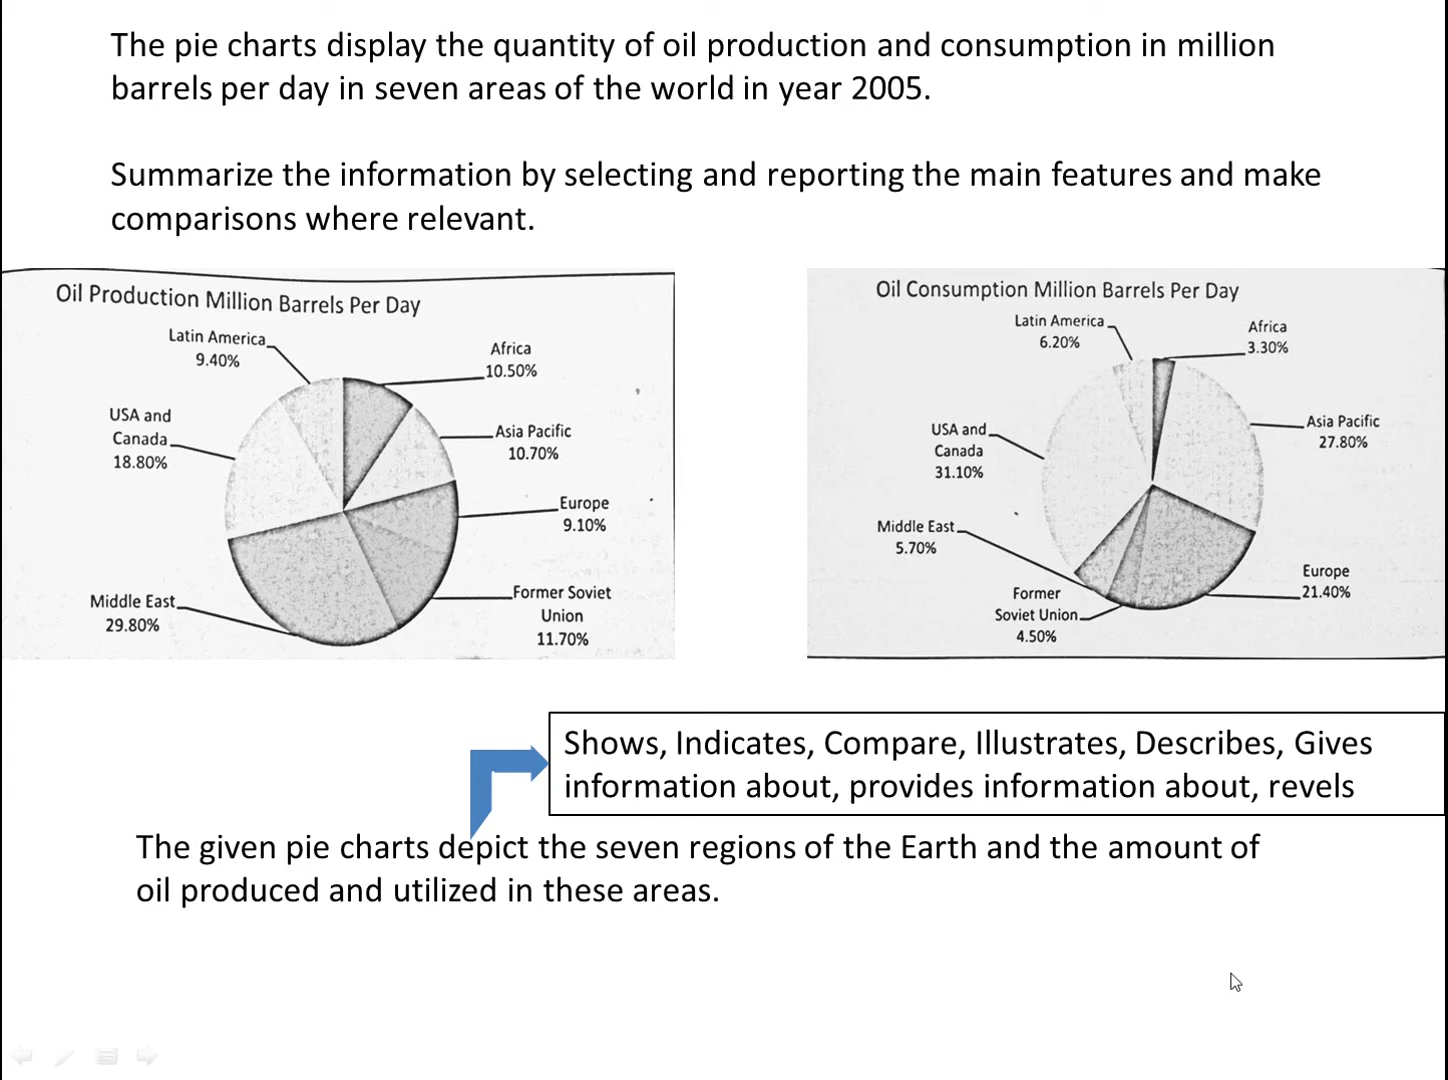 The pie charts display the quantity of oil production and consumption in million
barrels per day in seven areas of the world in year 2005.
Summarize the information by selecting and reporting the main features and make
comparisons where relevant.
Oil Production Million Barrels Per Day
Latin America
9.40%
Africa
10.50%
USA and
Canada
18.80%
Asia Pacific
10.70%
Europe
9.10%
Middle East
29.80%
Former Soviet
Union
11.70%
Oil Consumption Million Barrels Per Day
Latin America
6.20%
Africa
3.30%
USA and
Canada
31.10%
Asia Pacific
27.80%
Middle East
5.70%
Europe
21.40%
Former
Soviet Union
4.50%
Shows, Indicates, Compare, Illustrates, Describes, Gives
information about, provides information about, revels
The given pie charts depict the seven regions of the Earth and the amount of
oil produced and utilized in these areas.